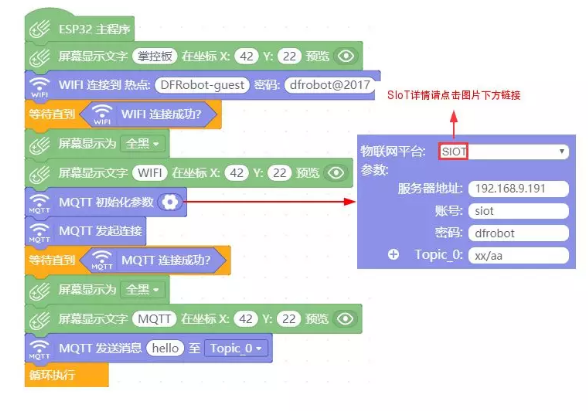 ESP32 主程序
屏幕显示文字 掌控板 在坐标 X: 42 Y: 22 预览
WIFI WIFI 连接到 热点: DFRobot-guest 密码: dfrobot@2017
等待直到 WIFI WIFI 连接成功?
屏幕显示为 全黑
屏幕显示文字 WIFI 在坐标 X: 42 Y: 22 预览
MQTT MQTT 初始化参数
MQTT MQTT 发起连接
等待直到 MQTT MQTT 连接成功?
屏幕显示为 全黑
屏幕显示文字 MQTT 在坐标 X: 42 Y: 22 预览
MQTT MQTT 发送消息 hello 至 Topic_0
循环执行
SIoT详情请点击图片下方链接
物联网平台: SIOT
参数:
服务器地址: 192.168.9.191
账号: siot
密码: dfrobot
Topic_0: xx/aa